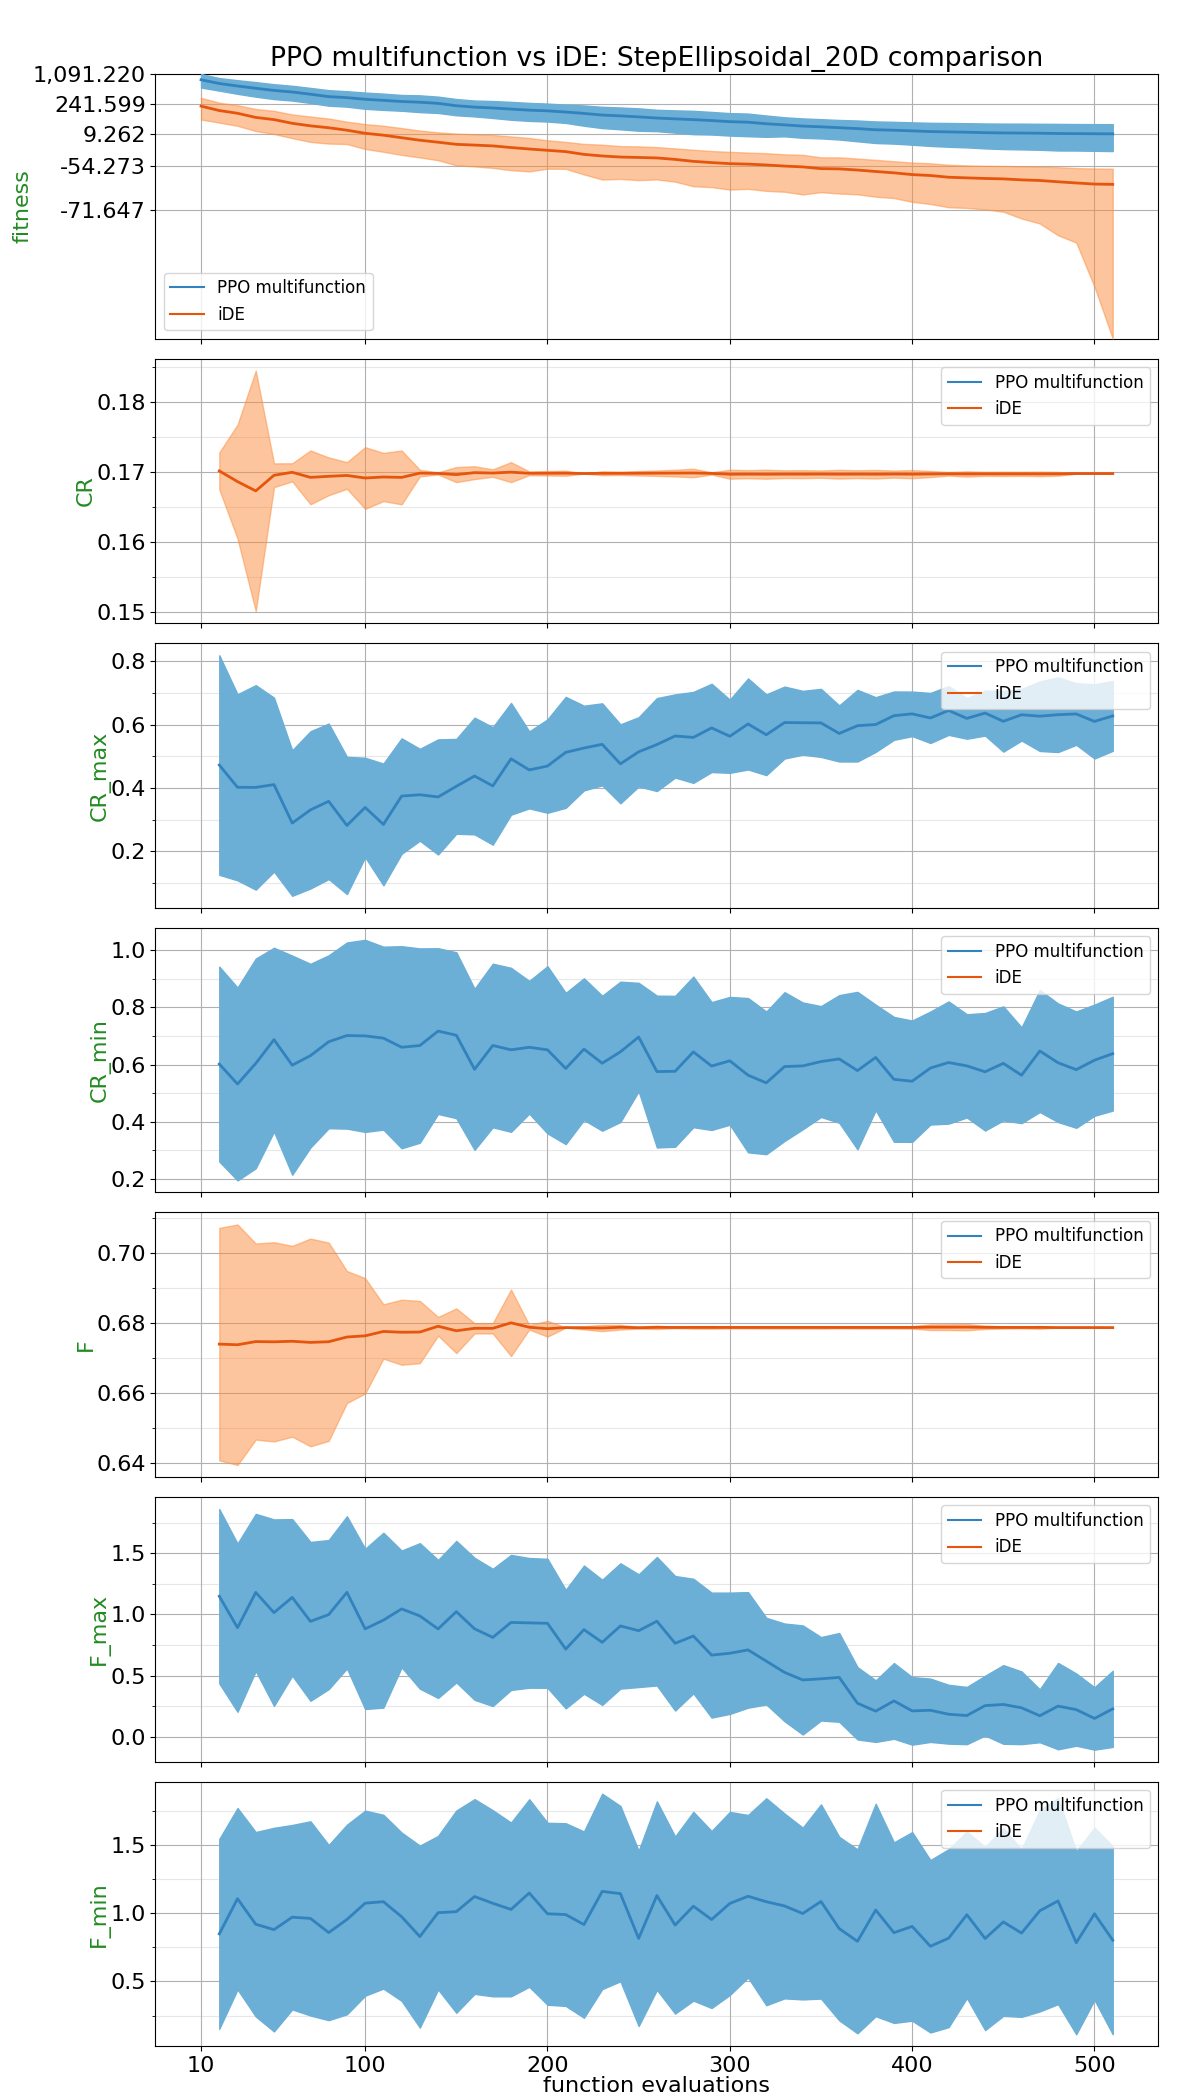 PPO multifunction vs iDE: StepEllipsoidal_20D comparison
1,091.220
241.599
9.262
-54.273
-71.647
fitness
PPO multifunction
iDE
0.18
0.17
0.16
0.15
CR
PPO multifunction
iDE
0.8
0.6
0.4
0.2
CR_max
PPO multifunction
iDE
1.0
0.8
0.6
0.4
0.2
CR_min
PPO multifunction
iDE
0.70
0.68
0.66
0.64
F
PPO multifunction
iDE
1.5
1.0
0.5
0.0
F_max
PPO multifunction
iDE
1.5
1.0
0.5
F_min
PPO multifunction
iDE
10 100 200 300 400 500
function evaluations